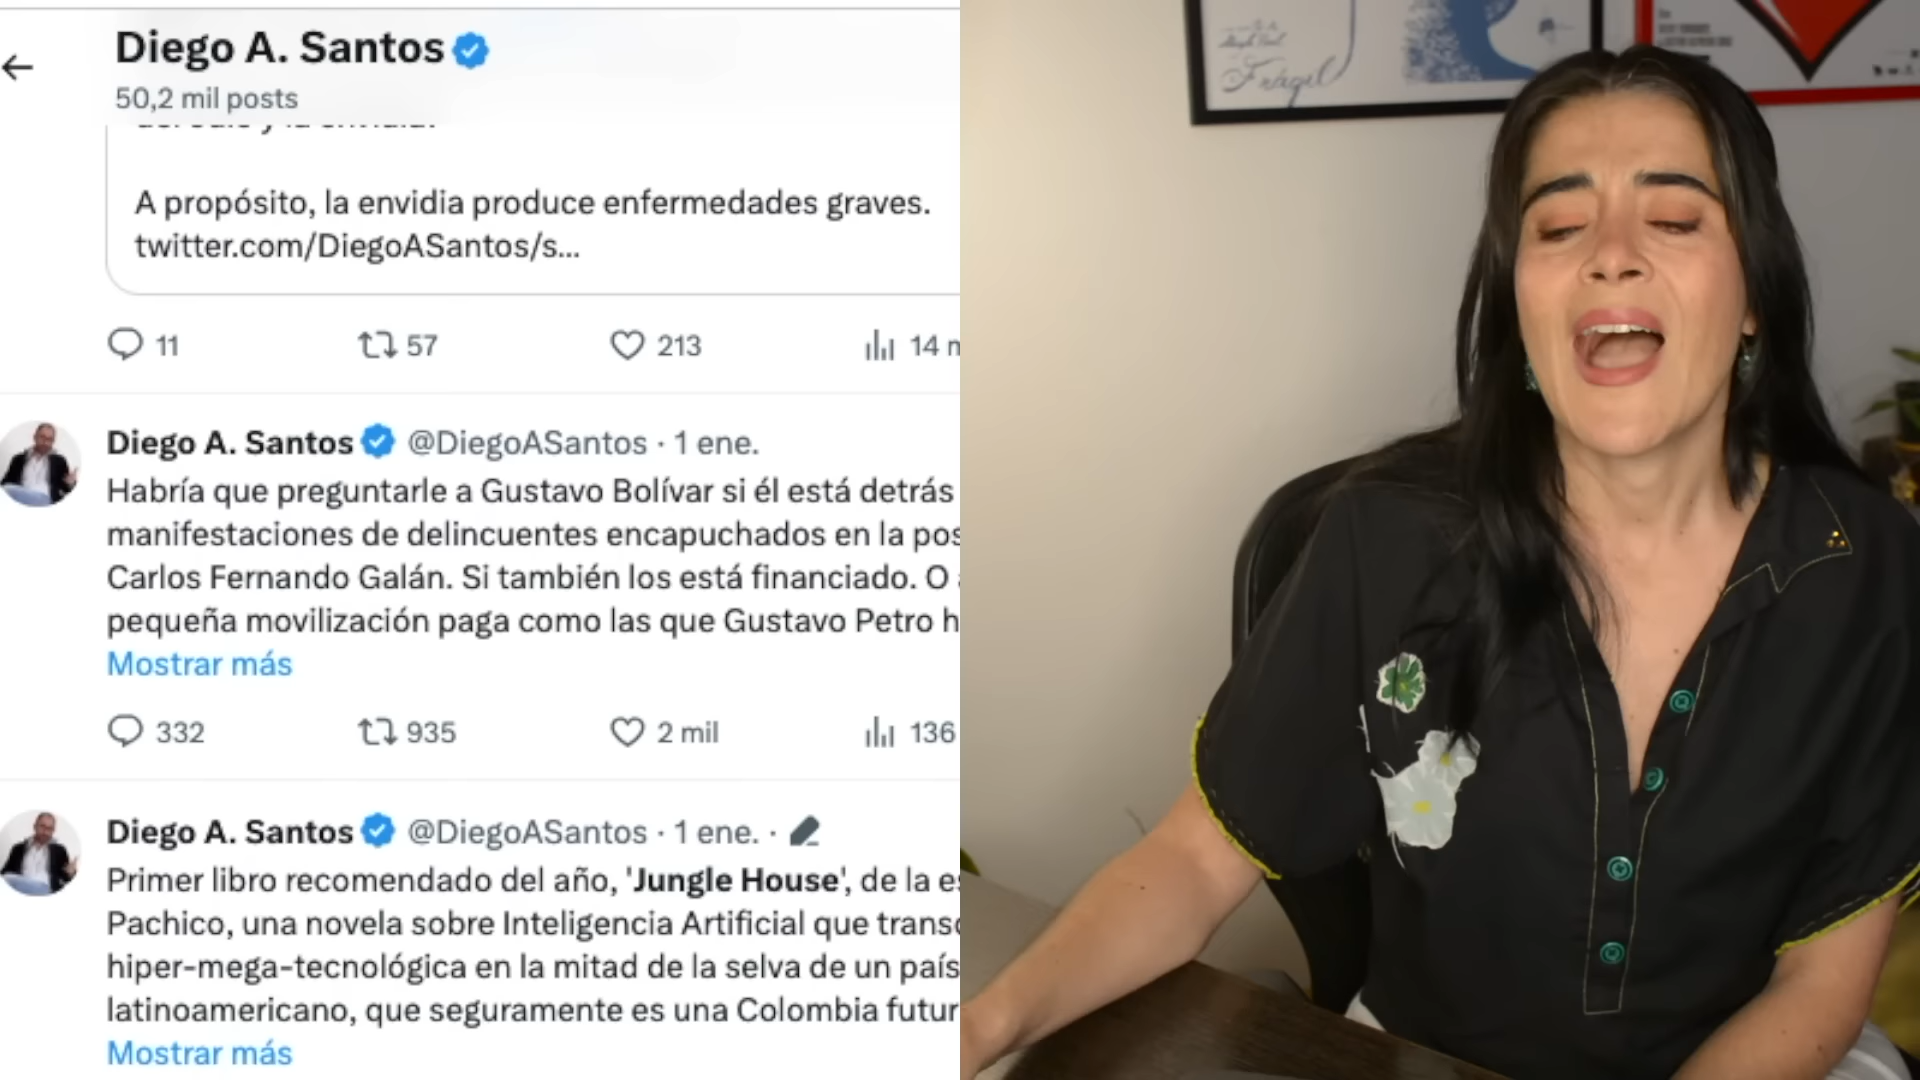 Diego A. Santos
50,2 mil posts
A propósito, la envidia produce enfermedades graves.
twitter.com/DiegoASantos/s...
11 57 213 14 m
Diego A. Santos @DiegoASantos · 1 ene.
Habría que preguntarle a Gustavo Bolívar si él está detrás
manifestaciones de delincuentes encapuchados en la pos
Carlos Fernando Galán. Si también los está financiado. O
pequeña movilización paga como las que Gustavo Petro h
Mostrar más
332 935 2 mil 136
Diego A. Santos @DiegoASantos · 1 ene. ·
Primer libro recomendado del año, 'Jungle House', de la es
Pachico, una novela sobre Inteligencia Artificial que transc
hiper-mega-tecnológica en la mitad de la selva de un país
latinoamericano, que seguramente es una Colombia futur
Mostrar más
Frágil